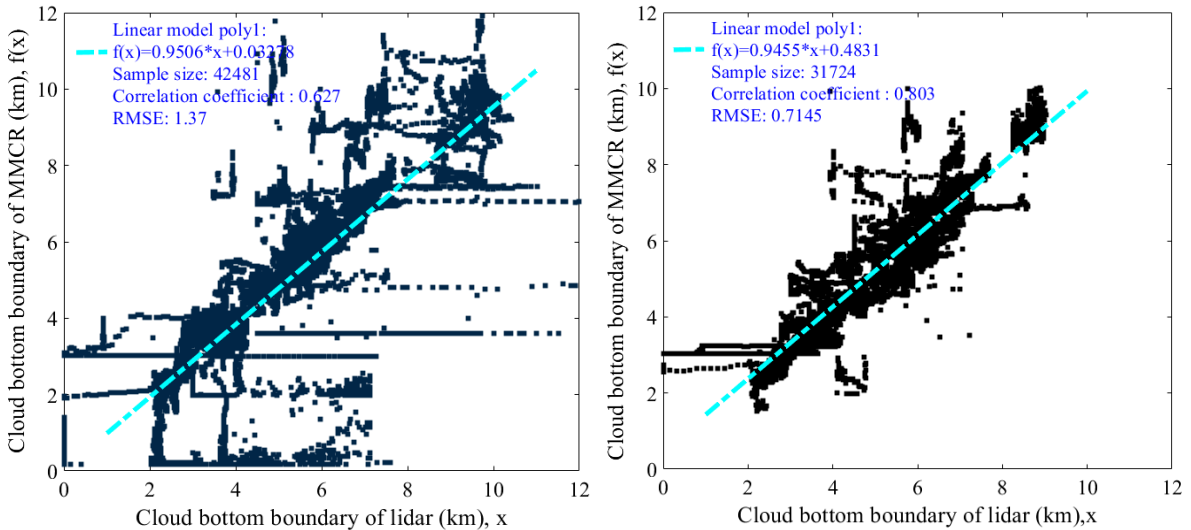 Cloud bottom boundary of MMCR (km), f(x)
12
10
8
6
4
2
0
Linear model poly1:
f(x)=0.9506*x+0.03278
Sample size: 42481
Correlation coefficient : 0.627
RMSE: 1.37
0 2 4 6 8 10 12
Cloud bottom boundary of lidar (km), x
Cloud bottom boundary of MMCR (km), f(x)
12
10
8
6
4
2
0
Linear model poly1:
f(x)=0.9455*x+0.4831
Sample size: 31724
Correlation coefficient : 0.803
RMSE: 0.7145
0 2 4 6 8 10 12
Cloud bottom boundary of lidar (km),x